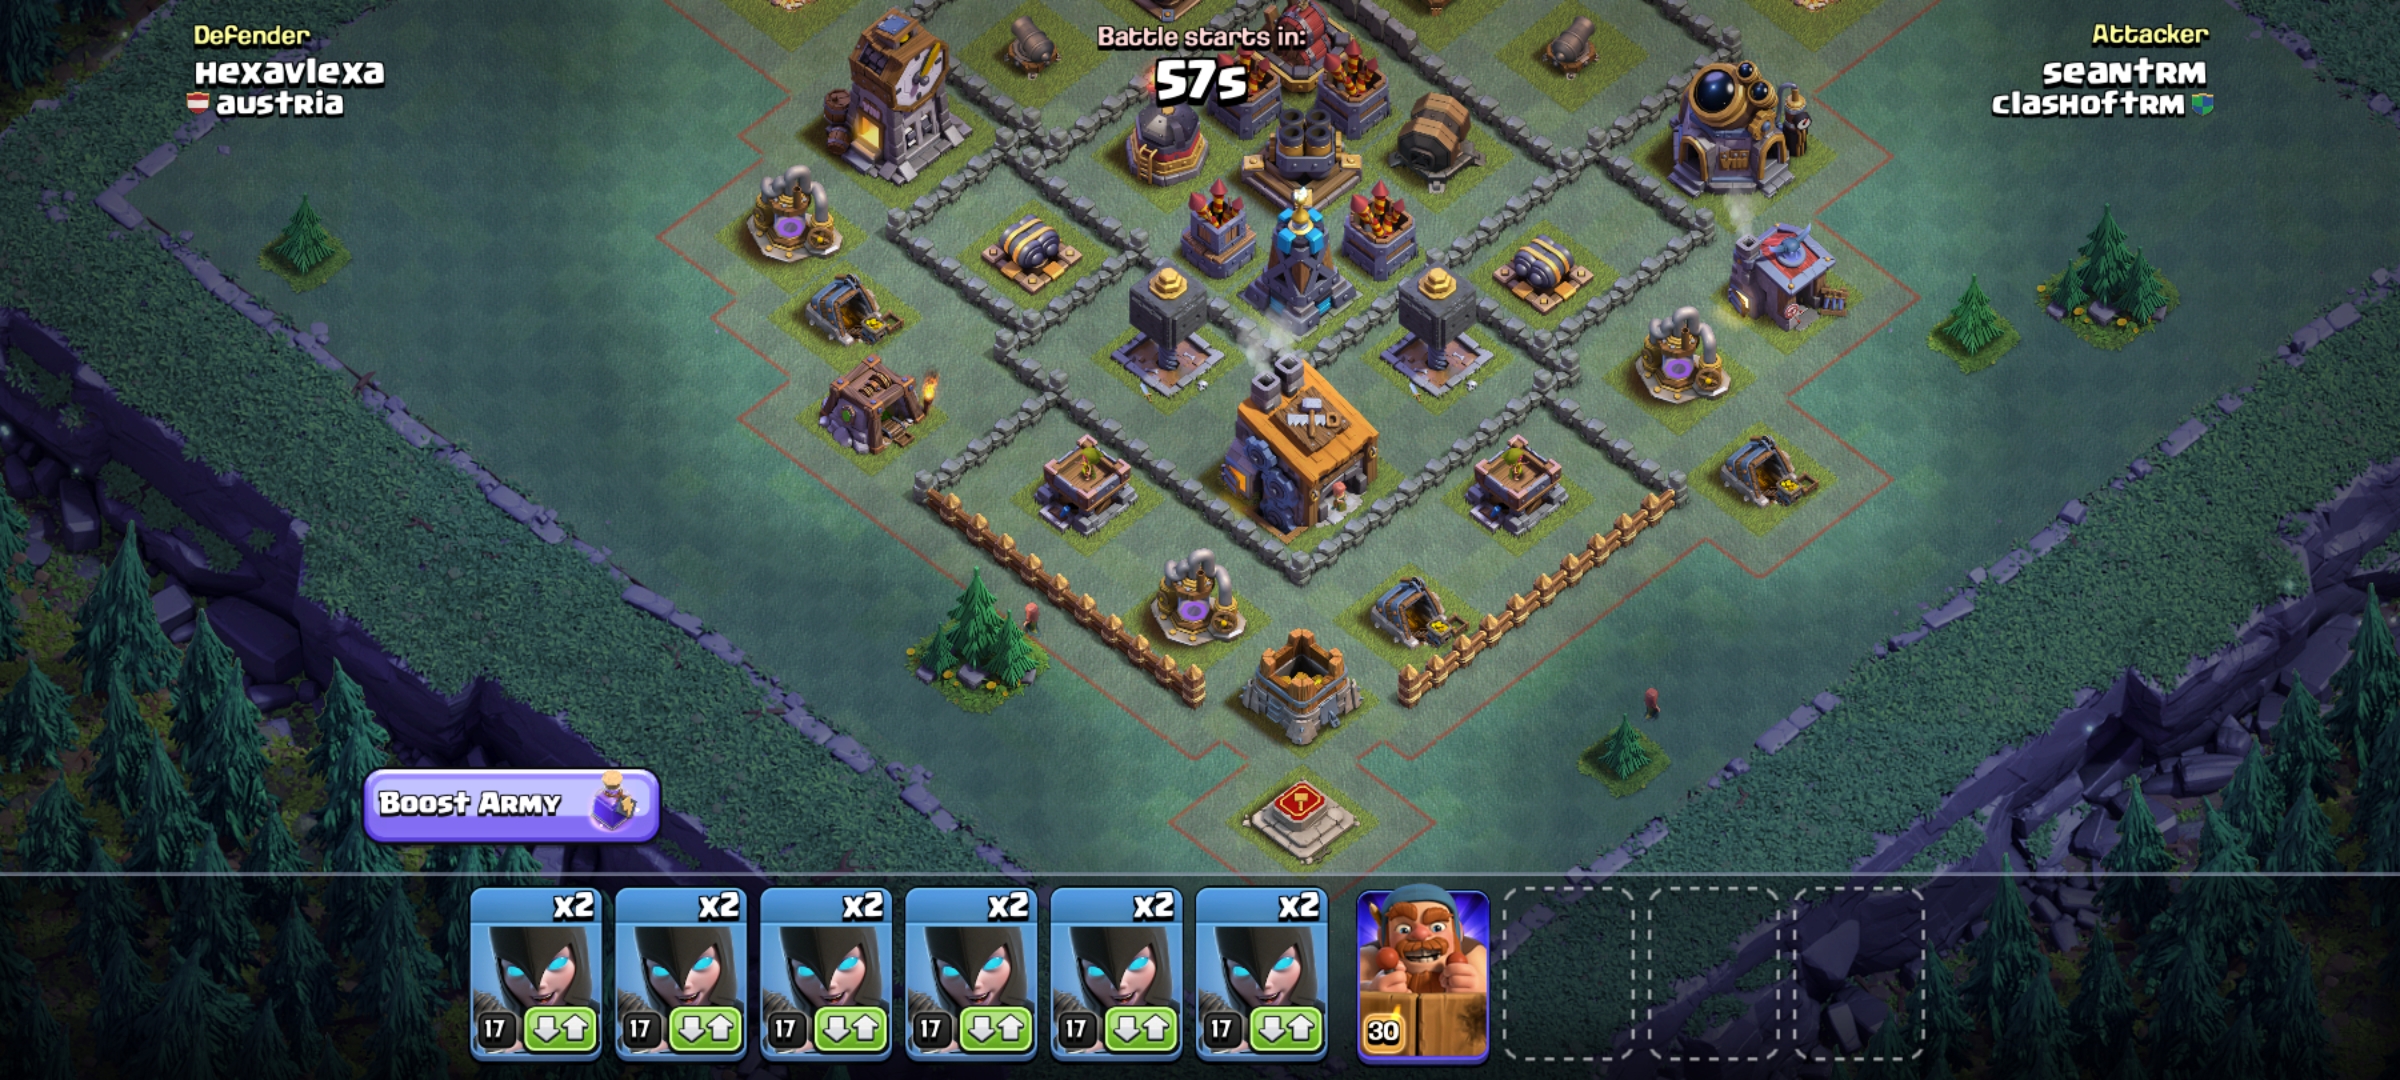 Defender
Hexavlexa
austria
Battle starts in:
57s
Attacker
seantRM
clashoftRM
VIII
Boost Army
x2
x2
x2
x2
x2
x2
17
17
17
17
17
17
30